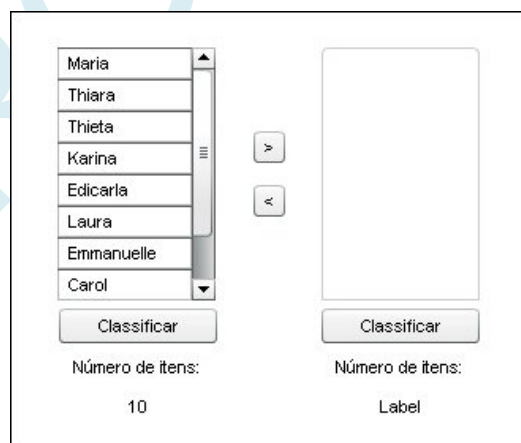 Maria
Thiara
Thieta
Karina
Edicarla
Laura
Emmanuelle
Carol
>
<
Classificar
Número de itens:
10
Classificar
Número de itens:
Label